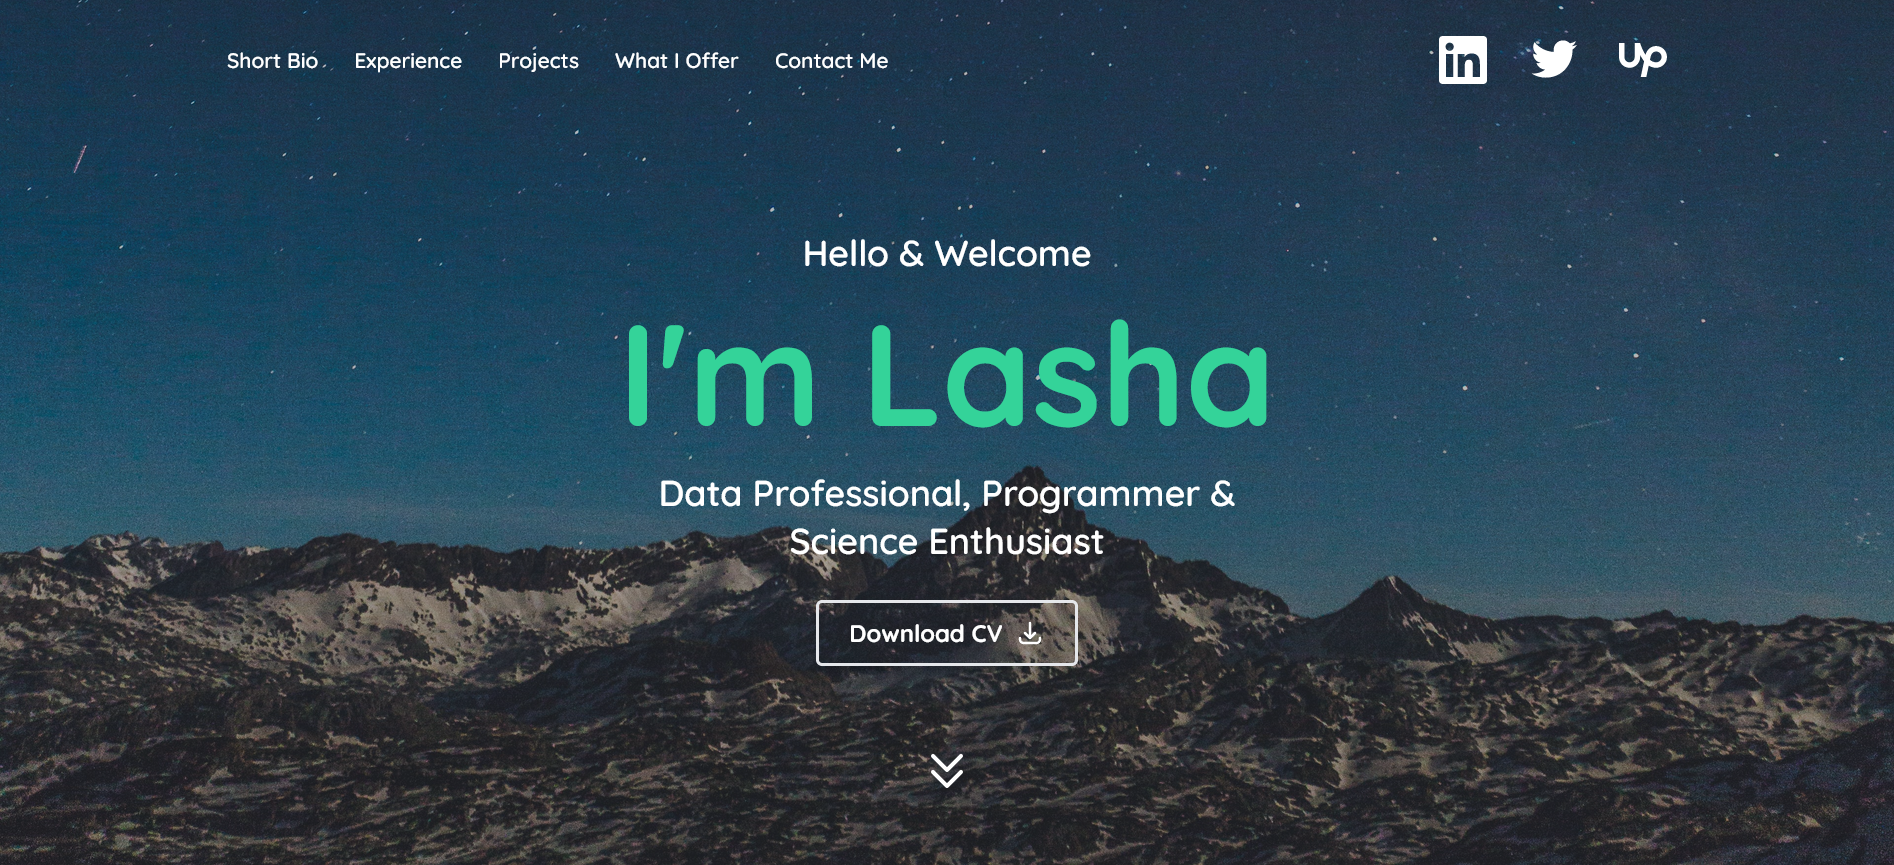 Short Bio
Experience
Projects
What I Offer
Contact Me
in
Up
Hello & Welcome
I'm Lasha
Data Professional, Programmer &
Science Enthusiast
Download CV